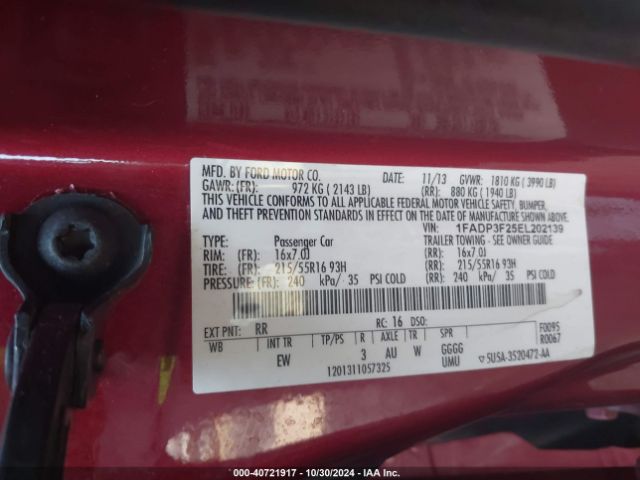 MFD. BY FORD MOTOR CO.
DATE: 11/13 GVWR: 1810 KG ( 3990 LB)
GAWR: (FR): 972 KG ( 2143 LB) (RR): 880 KG ( 1940 LB)
THIS VEHICLE CONFORMS TO ALL APPLICABLE FEDERAL MOTOR VEHICLE SAFETY, BUMPER,
AND THEFT PREVENTION STANDARDS IN EFFECT ON THE DATE OF MANUFACTURE SHOWN ABOVE.
VIN: 1FADP3F25EL202139
TYPE: Passenger Car TRAILER TOWING - SEE OWNER GUIDE
RIM: (FR): 16x7.0J (RR): 16x7.0J
TIRE: (FR): 215/55R16 93H (RR): 215/55R16 93H
PRESSURE: (FR): 240 kPa/ 35 PSI COLD (RR): 240 kPa/ 35 PSI COLD
EXT PNT: RR RC: 16 DSO: F0095
WB INT TR TP/PS R AXLE TR SPR R0067
EW 3 AU W GGGG
1201311057325 UMU 5U5A-3520472-AA
000-40721917 - 10/30/2024 - IAA Inc.